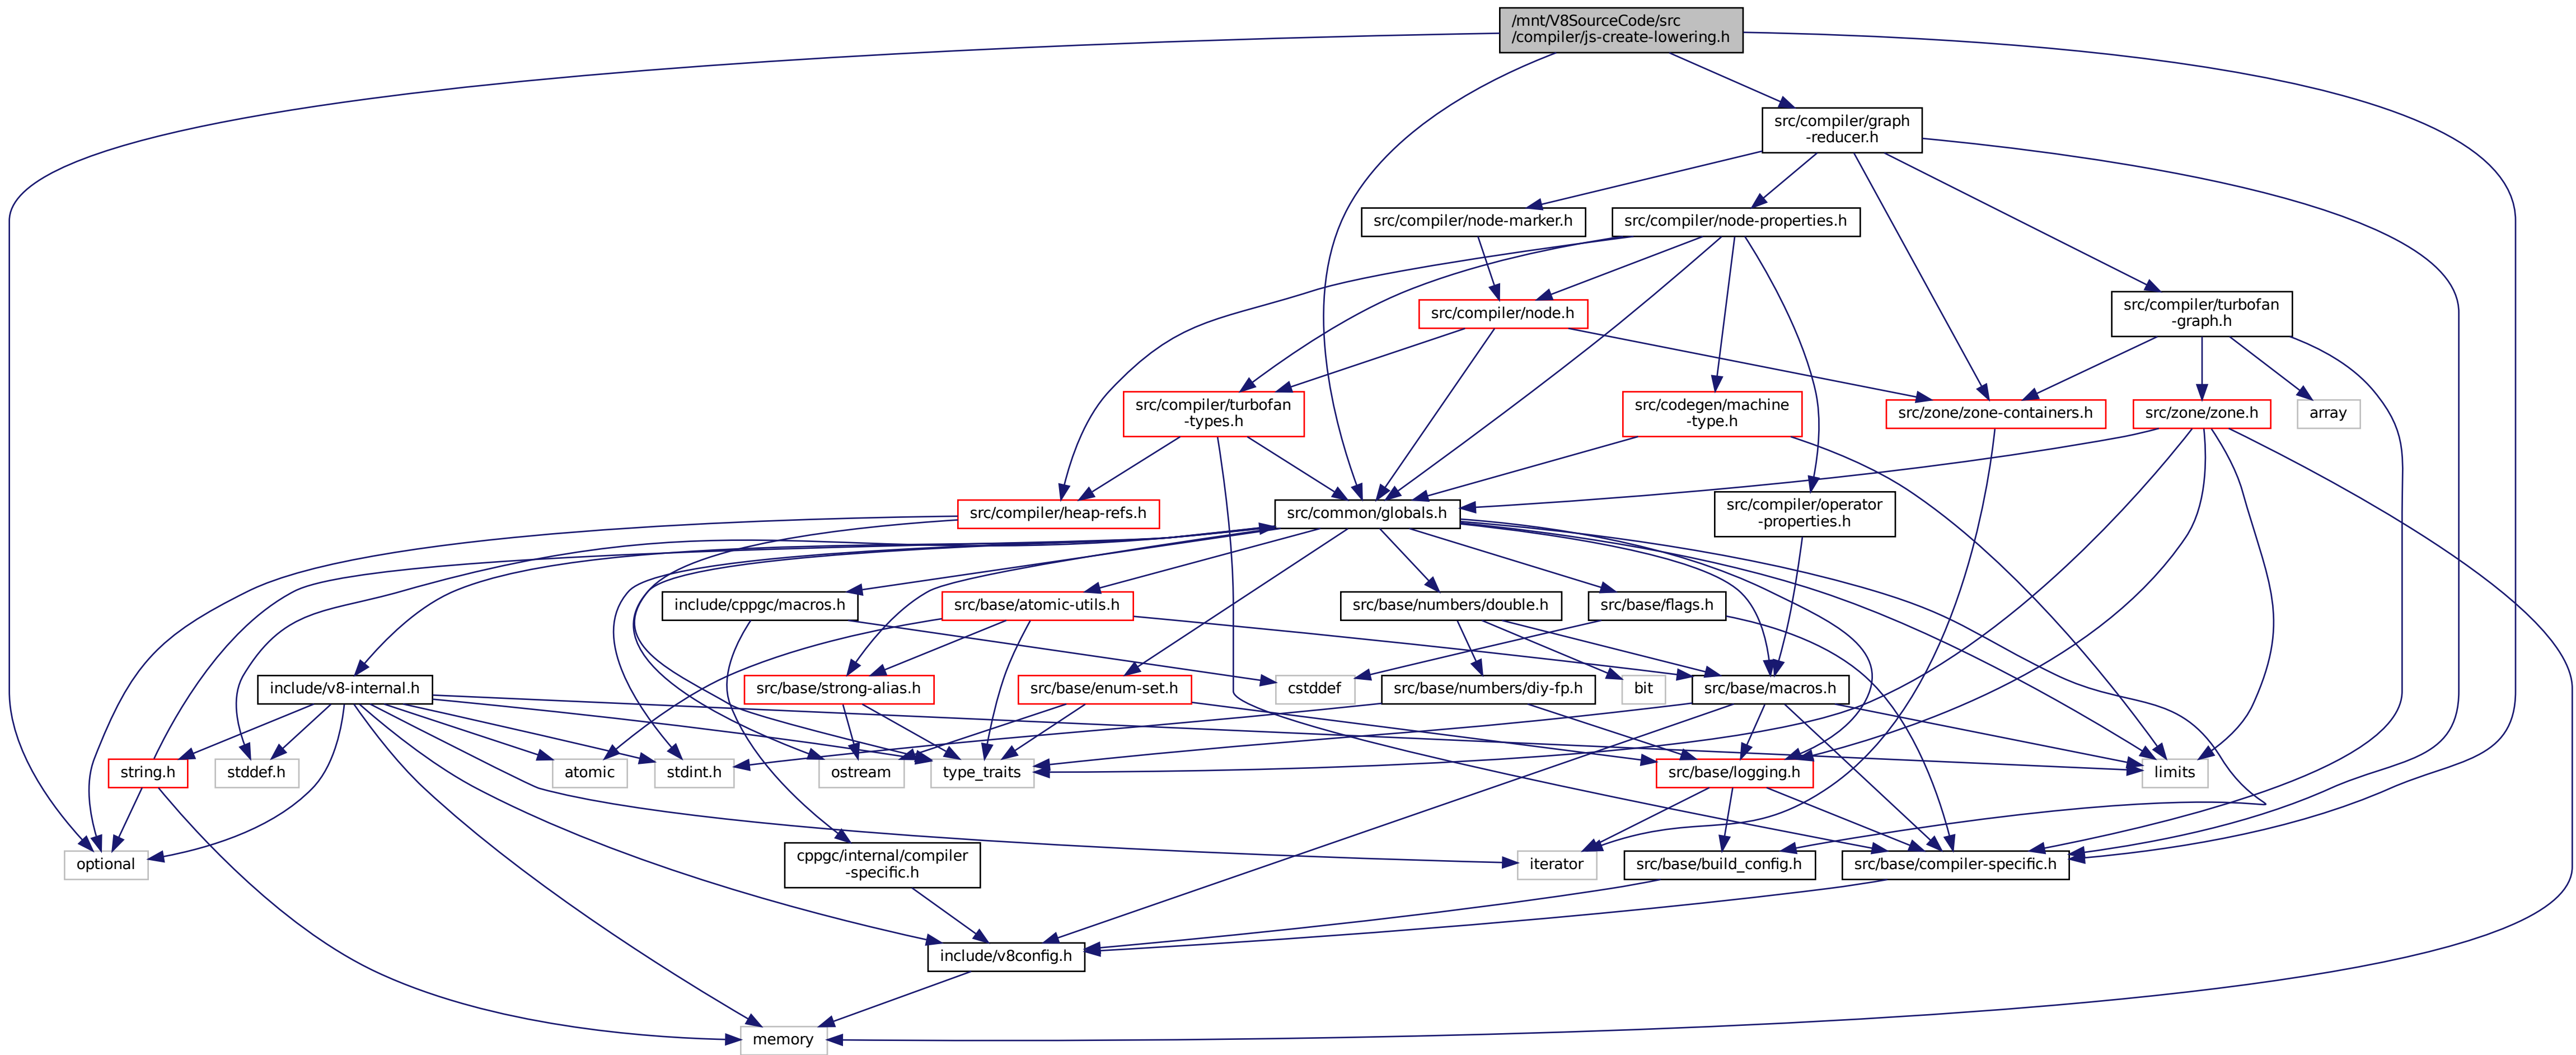 /mnt/V8SourceCode/src
/compiler/js-create-lowering.h
src/compiler/graph
-reducer.h
src/compiler/node-marker.h
src/compiler/node-properties.h
src/compiler/turbofan
-graph.h
src/compiler/node.h
src/compiler/turbofan
-types.h
src/codegen/machine
-type.h
src/zone/zone-containers.h
src/zone/zone.h
array
src/compiler/heap-refs.h
src/common/globals.h
src/compiler/operator
-properties.h
include/cppgc/macros.h
src/base/atomic-utils.h
src/base/numbers/double.h
src/base/flags.h
include/v8-internal.h
src/base/strong-alias.h
src/base/enum-set.h
cstddef
src/base/numbers/diy-fp.h
bit
src/base/macros.h
string.h
stddef.h
atomic
stdint.h
ostream
type_traits
src/base/logging.h
limits
optional
cppgc/internal/compiler
-specific.h
iterator
src/base/build_config.h
src/base/compiler-specific.h
include/v8config.h
memory